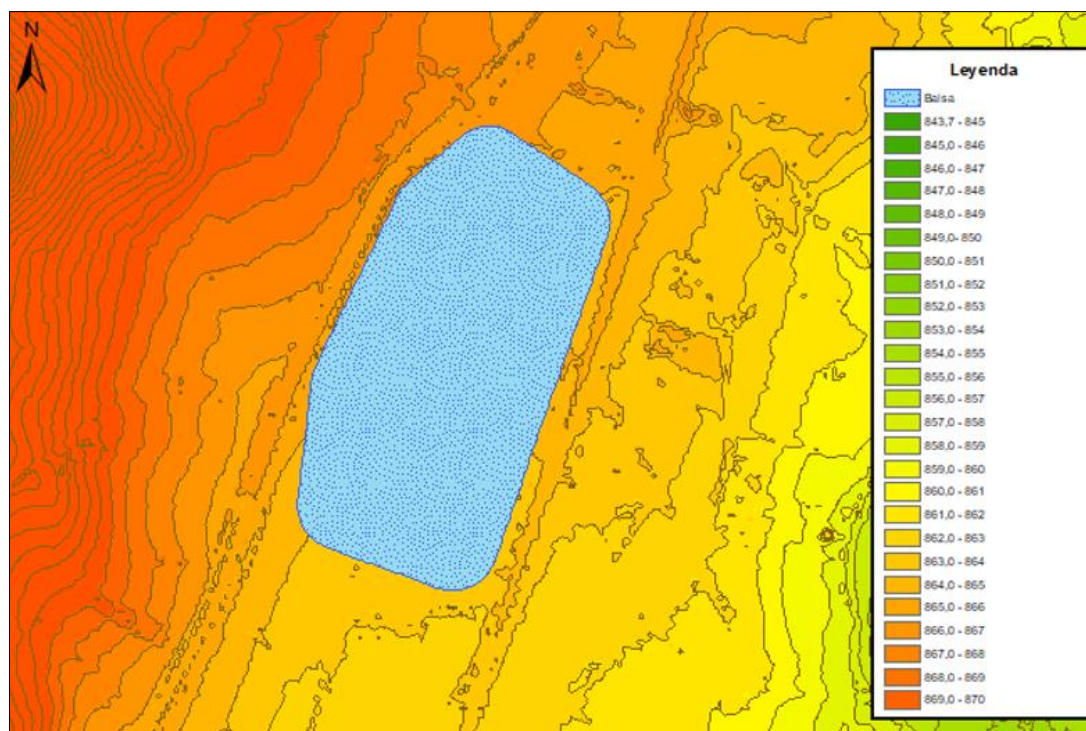 N
Leyenda
Balsa
843,7 - 845
845,0 - 846
846,0 - 847
847,0 - 848
848,0 - 849
849,0- 850
850,0 - 851
851,0 - 852
852,0 - 853
853,0 - 854
854,0 - 855
855,0 - 856
856,0 - 857
857,0 - 858
858,0 - 859
859,0 - 860
860,0 - 861
861,0 - 862
862,0 - 863
863,0 - 864
864,0 - 865
865,0 - 866
866,0 - 867
867,0 - 868
868,0 - 869
869,0 - 870